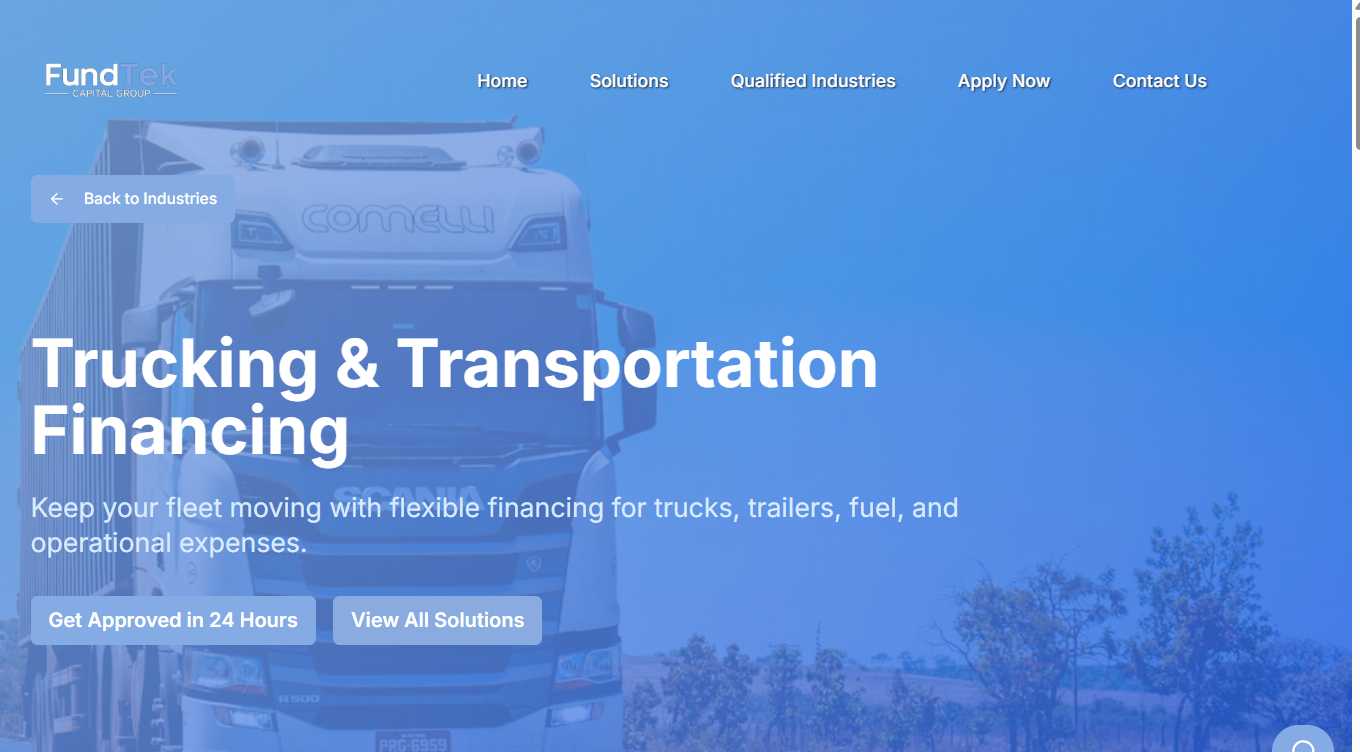 FundTek
CAPITAL GROUP
Home Solutions Qualified Industries Apply Now Contact Us
Back to Industries
COMELLI
Trucking & Transportation
Financing
SCANIA
Keep your fleet moving with flexible financing for trucks, trailers, fuel, and
operational expenses.
Get Approved in 24 Hours View All Solutions
R500
PRG-6959